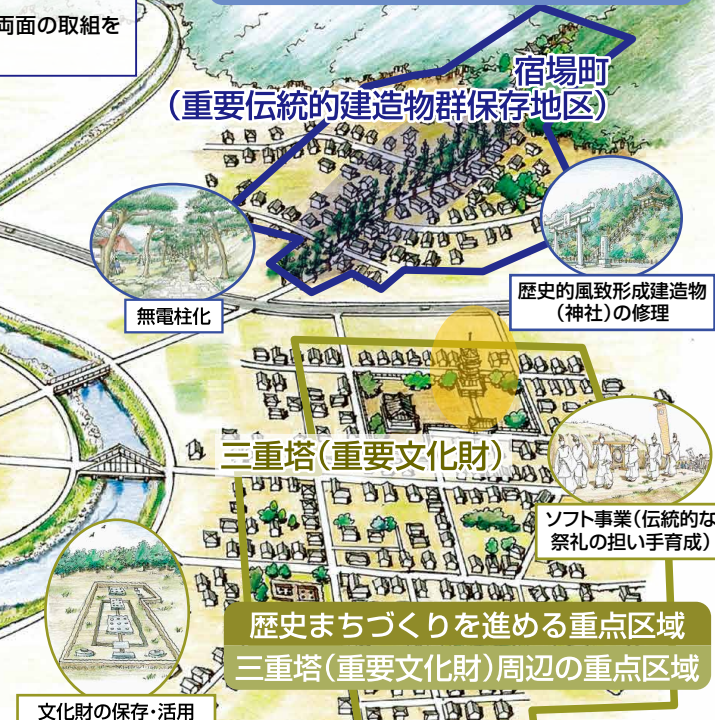 両面の取組を
宿場町
（重要伝統的建造物群保存地区）
無電柱化
歴史的風致形成建造物
（神社）の修理
三重塔（重要文化財）
ソフト事業（伝統的な
祭礼の担い手育成）
歴史まちづくりを進める重点区域
三重塔（重要文化財）周辺の重点区域
文化財の保存・活用